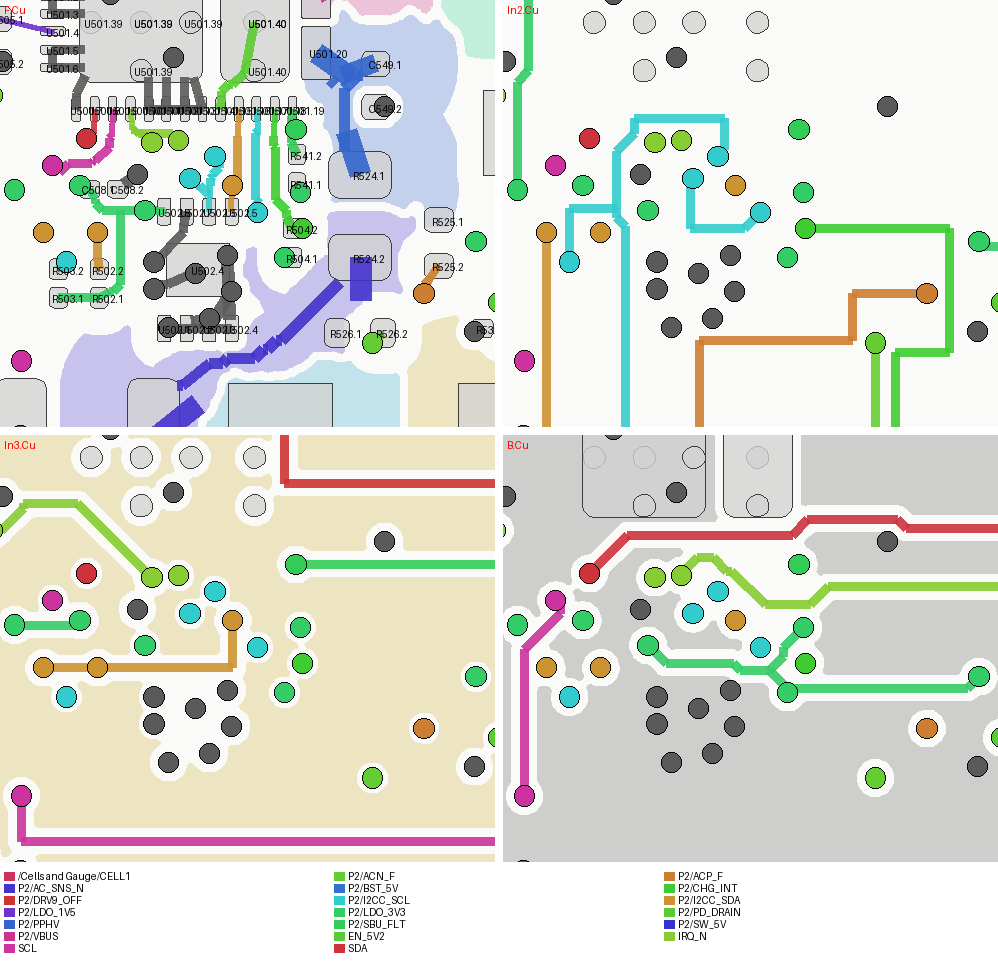 F.Cu
In2.Cu
U501.3
U501.4
U501.5
U501.6
U501.39
U501.39
U501.39
U501.40
U501.20
C549.1
U501.39
U501.40
C549.2
R541.2
R524.1
R541.1
C508.1
C508.2
R504.2
R525.1
R504.1
R524.2
R525.2
R503.2
R502.2
U502.4
R503.1
R502.1
R526.1
R526.2
In3.Cu
B.Cu
/Cells and Gauge/CELL1
P2/AC_SNS_N
P2/DRV9_OFF
P2/LDO_1V5
P2/PPHV
P2/VBUS
SCL
P2/ACN_F
P2/BST_5V
P2/I2CC_SCL
P2/LDO_3V3
P2/SBU_FLT
EN_5V2
SDA
P2/ACP_F
P2/CHG_INT
P2/I2CC_SDA
P2/PD_DRAIN
P2/SW_5V
IRQ_N